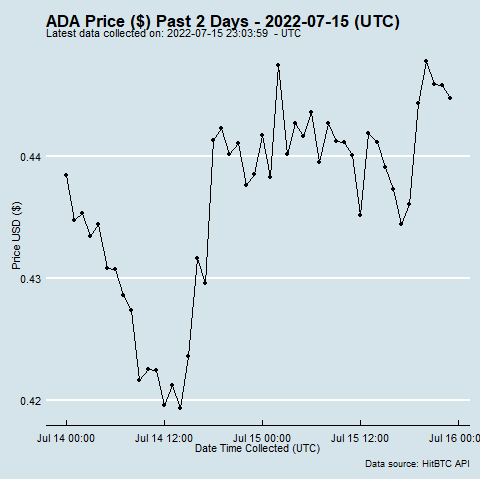 ADA Price ($) Past 2 Days - 2022-07-15 (UTC)
Latest data collected on: 2022-07-15 23:03:59 - UTC
0.44
0.43
0.42
Price USD ($)
Jul 14 00:00 Jul 14 12:00 Jul 15 00:00 Jul 15 12:00 Jul 16 00:00
Date Time Collected (UTC)
Data source: HitBTC API